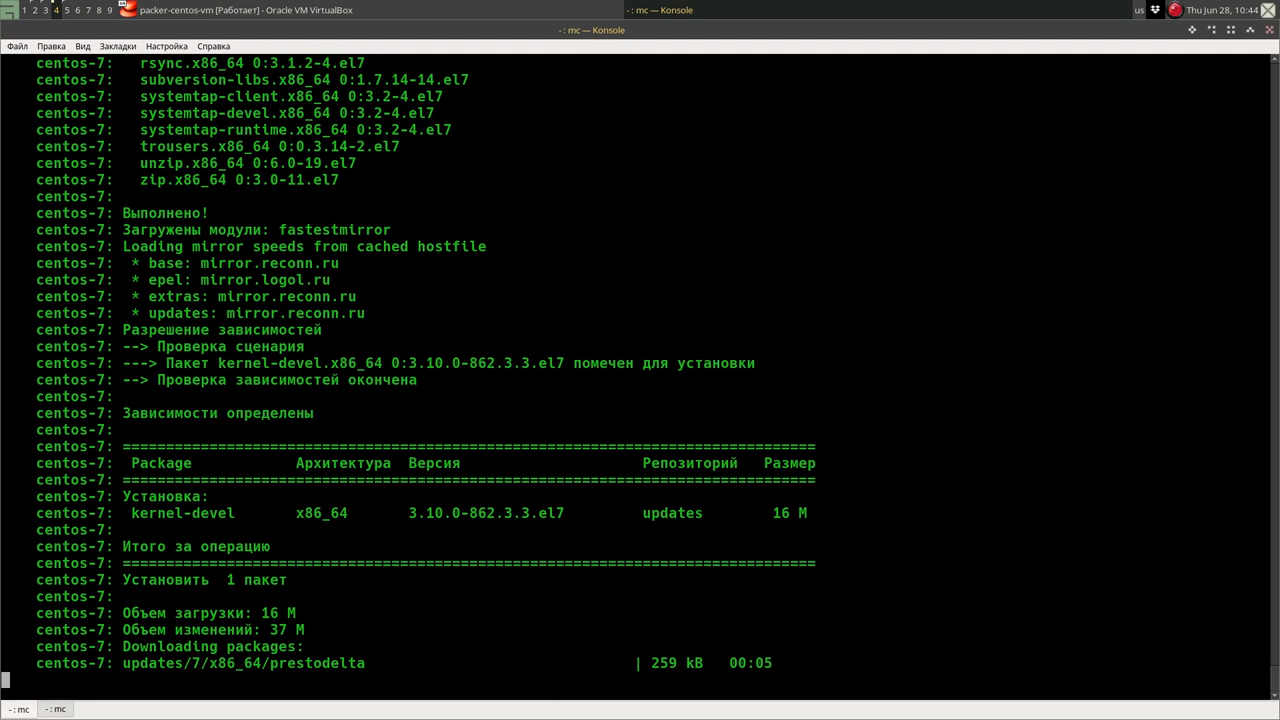 1 2 3 4 5 6 7 8 9 packer-centos-vm [Работает] - Oracle VM VirtualBox - : mc — Konsole us Thu Jun 28, 10:44
- : mc — Konsole
Файл Правка Вид Закладки Настройка Справка
centos-7:   rsync.x86_64 0:3.1.2-4.el7
centos-7:   subversion-libs.x86_64 0:1.7.14-14.el7
centos-7:   systemtap-client.x86_64 0:3.2-4.el7
centos-7:   systemtap-devel.x86_64 0:3.2-4.el7
centos-7:   systemtap-runtime.x86_64 0:3.2-4.el7
centos-7:   trousers.x86_64 0:0.3.14-2.el7
centos-7:   unzip.x86_64 0:6.0-19.el7
centos-7:   zip.x86_64 0:3.0-11.el7
centos-7:
centos-7: Выполнено!
centos-7: Загружены модули: fastestmirror
centos-7: Loading mirror speeds from cached hostfile
centos-7:  * base: mirror.reconn.ru
centos-7:  * epel: mirror.logol.ru
centos-7:  * extras: mirror.reconn.ru
centos-7:  * updates: mirror.reconn.ru
centos-7: Разрешение зависимостей
centos-7: --> Проверка сценария
centos-7: ---> Пакет kernel-devel.x86_64 0:3.10.0-862.3.3.el7 помечен для установки
centos-7: --> Проверка зависимостей окончена
centos-7:
centos-7: Зависимости определены
centos-7:
centos-7: ================================================================================
centos-7:  Package            Архитектура  Версия                     Репозиторий   Размер
centos-7: ================================================================================
centos-7: Установка:
centos-7:  kernel-devel       x86_64       3.10.0-862.3.3.el7         updates        16 M
centos-7:
centos-7: Итого за операцию
centos-7: ================================================================================
centos-7: Установить  1 пакет
centos-7:
centos-7: Объем загрузки: 16 M
centos-7: Объем изменений: 37 M
centos-7: Downloading packages:
centos-7: updates/7/x86_64/prestodelta                               | 259 kB   00:05
- : mc - : mc